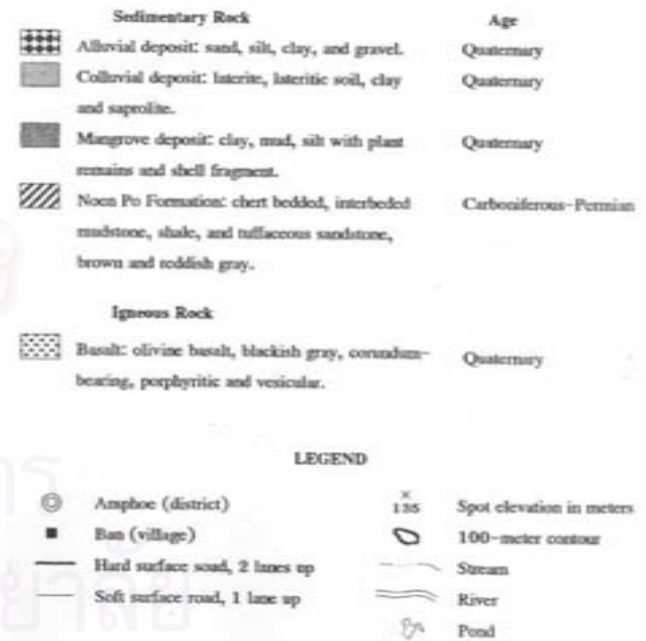 Sedimentary Rock Age
Alluvial deposit: sand, silt, clay, and gravel. Quaternary
Colluvial deposit: laterite, lateritic soil, clay Quaternary
and saprolite.
Mangrove deposit: clay, mud, silt with plant Quaternary
remains and shell fragment.
Noen Po Formation: chert bedded, interbeded Carboniferous-Permian
mudstone, shale, and tuffaceous sandstone,
brown and reddish gray.
Igneous Rock
Basalt: olivine basalt, blackish gray, corundum- Quaternary
bearing, porphyritic and vesicular.
LEGEND
Amphoe (district) × 135 Spot elevation in meters
Ban (village) 100-meter contour
Hard surface soad, 2 lanes up Stream
Soft surface road, 1 lane up River
Pond